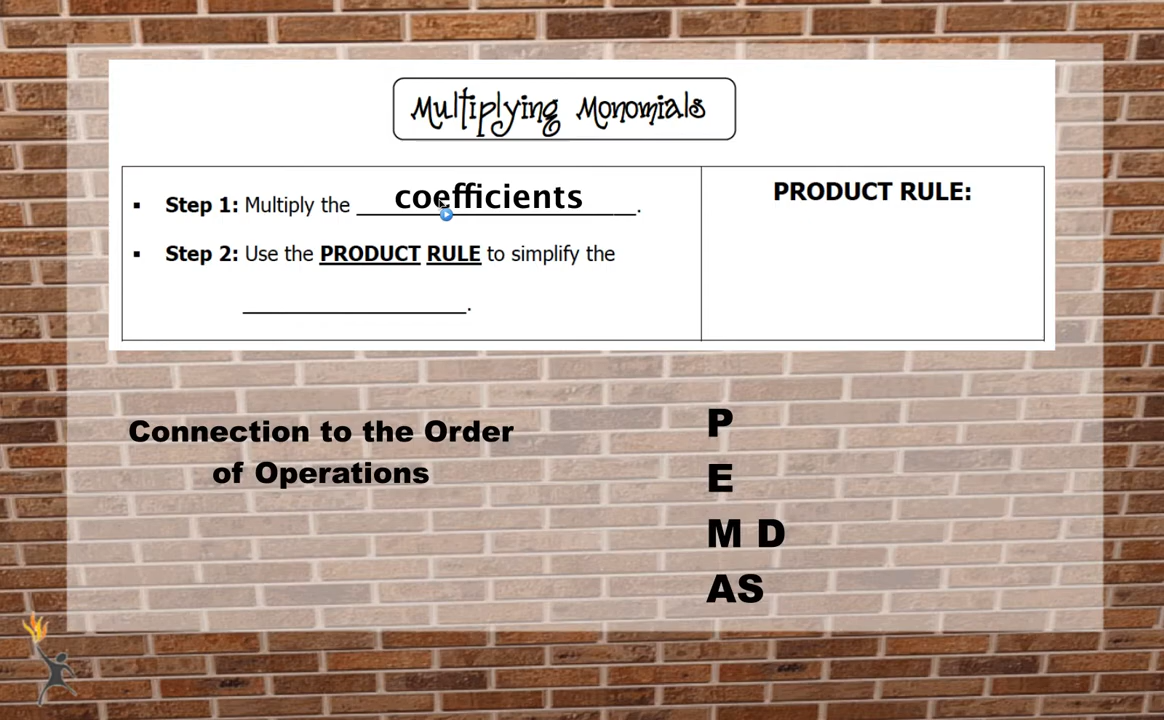 Multiplying Monomials
▪ Step 1: Multiply the coefficients.
▪ Step 2: Use the PRODUCT RULE to simplify the
____________________.
PRODUCT RULE:
Connection to the Order
of Operations
P
E
M D
AS